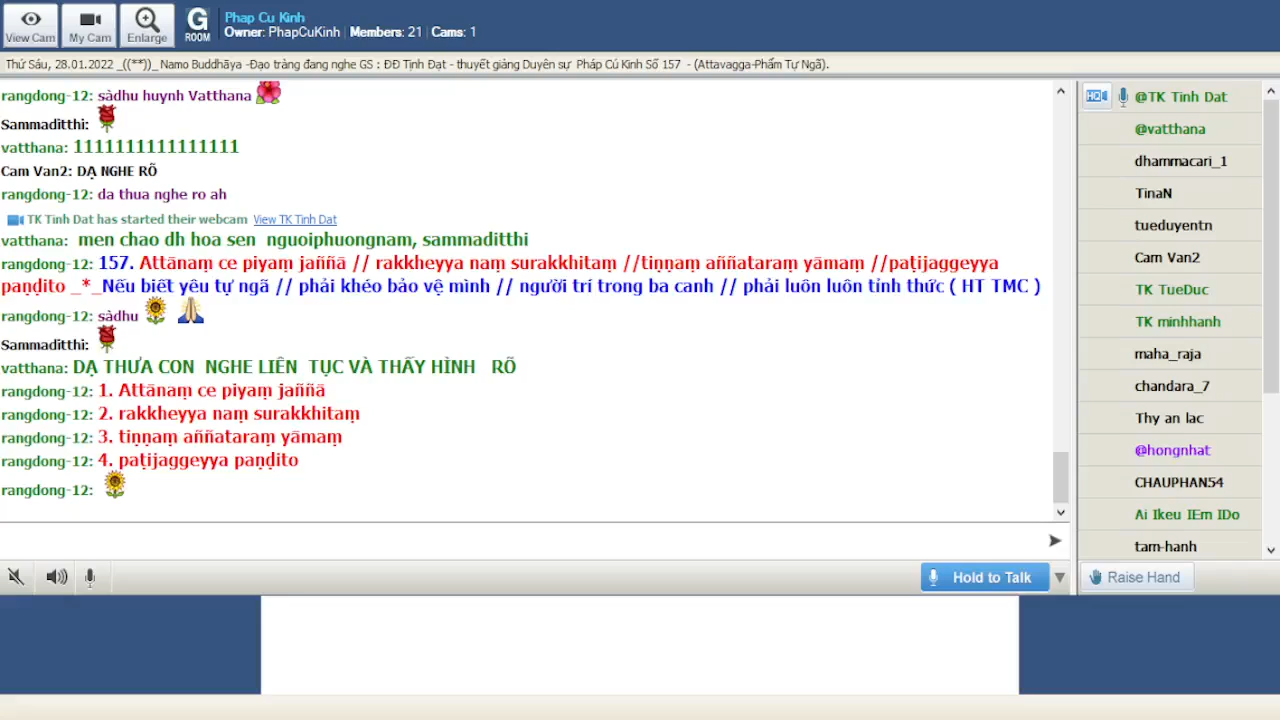 View Cam
My Cam
Enlarge
G
ROOM
Phap Cu Kinh
Owner: PhapCuKinh | Members: 21 | Cams: 1
Thứ Sáu, 28.01.2022 _((**))_ Namo Buddhāya -Đạo tràng đang nghe GS : ĐĐ Tịnh Đạt - thuyết giảng Duyên sự Pháp Cú Kinh Số 157 - (Attavagga-Phẩm Tự Ngã).
rangdong-12: sàdhu huynh Vatthana
Sammaditthi:
vatthana: 1111111111111111
Cam Van2: DẠ NGHE RÕ
rangdong-12: da thua nghe ro ah
TK Tinh Dat has started their webcam View TK Tinh Dat
vatthana: men chao dh hoa sen nguoiphuongnam, sammaditthi
rangdong-12: 157. Attānaṃ ce piyaṃ jaññā // rakkheyya naṃ surakkhitaṃ //tiṇṇaṃ aññataraṃ yāmaṃ //paṭijaggeyya
paṇḍito _*_Nếu biết yêu tự ngã // phải khéo bảo vệ mình // người trí trong ba canh // phải luôn luôn tỉnh thức ( HT TMC )
rangdong-12: sàdhu
Sammaditthi:
vatthana: DẠ THƯA CON NGHE LIÊN TỤC VÀ THẤY HÌNH RÕ
rangdong-12: 1. Attānaṃ ce piyaṃ jaññā
rangdong-12: 2. rakkheyya naṃ surakkhitaṃ
rangdong-12: 3. tiṇṇaṃ aññataraṃ yāmaṃ
rangdong-12: 4. paṭijaggeyya paṇḍito
rangdong-12:
HQ
@TK Tinh Dat
@vatthana
dhammacari_1
TinaN
tueduyentn
Cam Van2
TK TueDuc
TK minhhanh
maha_raja
chandara_7
Thy an lac
@hongnhat
CHAUPHAN54
Ai Ikeu IEm IDo
tam-hanh
Hold to Talk
Raise Hand